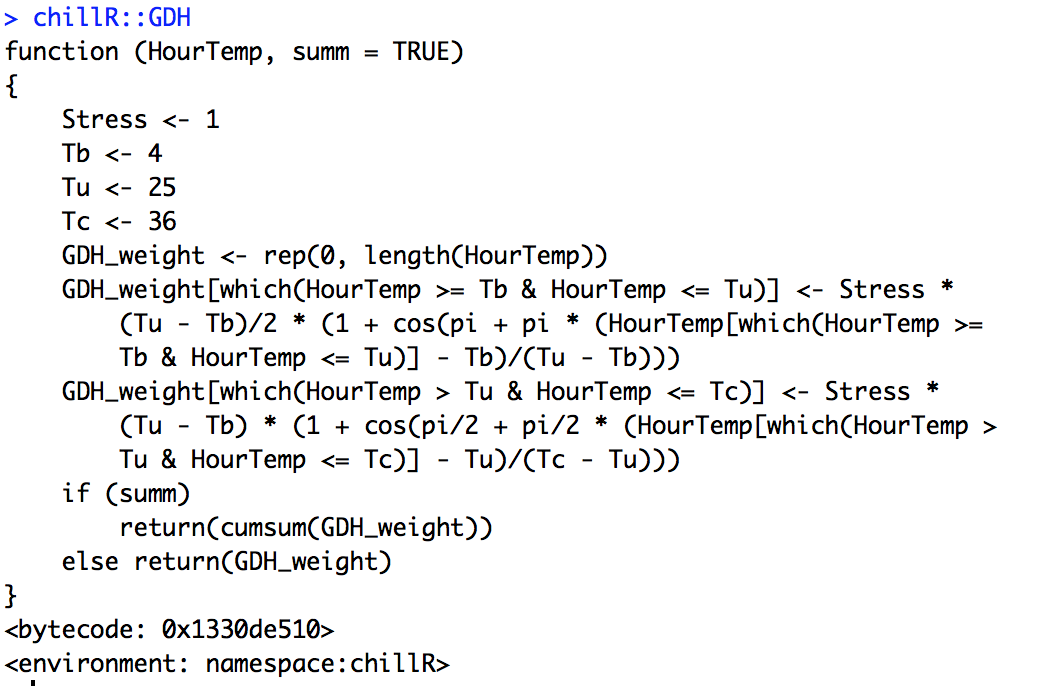 > chillR::GDH
function (HourTemp, summ = TRUE)
{
    Stress <- 1
    Tb <- 4
    Tu <- 25
    Tc <- 36
    GDH_weight <- rep(0, length(HourTemp))
    GDH_weight[which(HourTemp >= Tb & HourTemp <= Tu)] <- Stress *
        (Tu - Tb)/2 * (1 + cos(pi + pi * (HourTemp[which(HourTemp >=
        Tb & HourTemp <= Tu)] - Tb)/(Tu - Tb)))
    GDH_weight[which(HourTemp > Tu & HourTemp <= Tc)] <- Stress *
        (Tu - Tb) * (1 + cos(pi/2 + pi/2 * (HourTemp[which(HourTemp >
        Tu & HourTemp <= Tc)] - Tu)/(Tc - Tu)))
    if (summ)
        return(cumsum(GDH_weight))
    else return(GDH_weight)
}
<bytecode: 0x1330de510>
<environment: namespace:chillR>